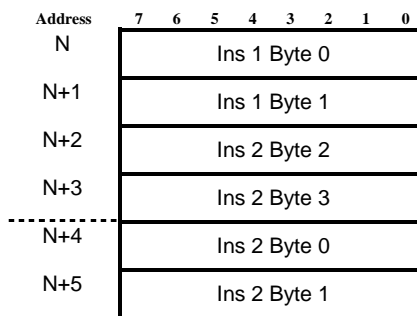 Address 7 6 5 4 3 2 1 0
N Ins 1 Byte 0
N+1 Ins 1 Byte 1
N+2 Ins 2 Byte 2
N+3 Ins 2 Byte 3
N+4 Ins 2 Byte 0
N+5 Ins 2 Byte 1